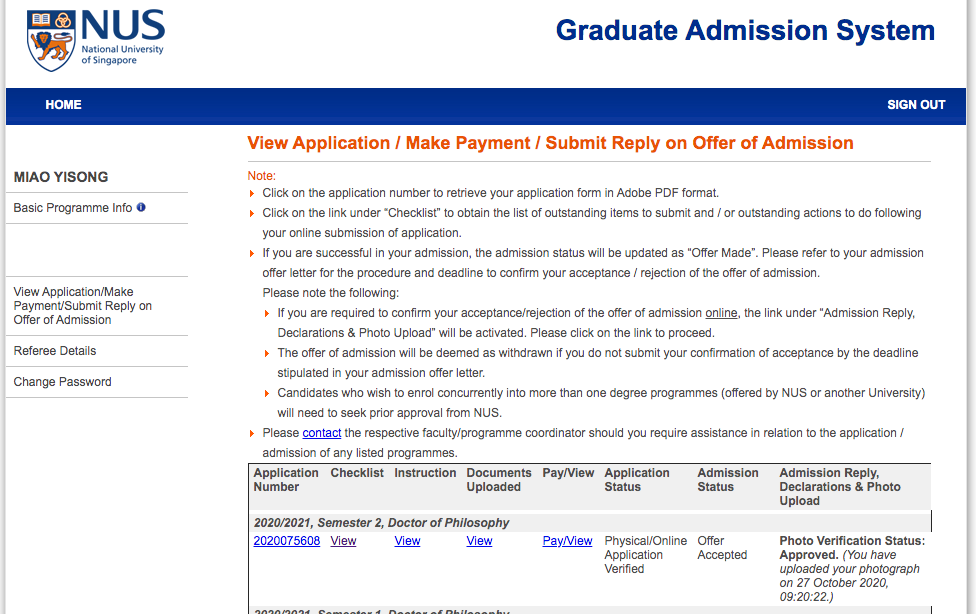 NUS
National University
of Singapore
Graduate Admission System
HOME
SIGN OUT
MIAO YISONG
Basic Programme Info
View Application/Make
Payment/Submit Reply on
Offer of Admission
Referee Details
Change Password
View Application / Make Payment / Submit Reply on Offer of Admission
Note:
Click on the application number to retrieve your application form in Adobe PDF format.
Click on the link under “Checklist” to obtain the list of outstanding items to submit and / or outstanding actions to do following
your online submission of application.
If you are successful in your admission, the admission status will be updated as “Offer Made”. Please refer to your admission
offer letter for the procedure and deadline to confirm your acceptance / rejection of the offer of admission.
Please note the following:
If you are required to confirm your acceptance/rejection of the offer of admission online, the link under “Admission Reply,
Declarations & Photo Upload” will be activated. Please click on the link to proceed.
The offer of admission will be deemed as withdrawn if you do not submit your confirmation of acceptance by the deadline
stipulated in your admission offer letter.
Candidates who wish to enrol concurrently into more than one degree programmes (offered by NUS or another University)
will need to seek prior approval from NUS.
Please contact the respective faculty/programme coordinator should you require assistance in relation to the application /
admission of any listed programmes.
Application Checklist Instruction Documents Pay/View Application Admission Admission Reply,
Number Uploaded Status Status Declarations & Photo
Upload
2020/2021, Semester 2, Doctor of Philosophy
2020075608 View View View Pay/View Physical/Online Offer Photo Verification Status:
Application Accepted Approved. (You have
Verified uploaded your photograph
on 27 October 2020,
09:20:22.)
2020/2021, Semester 1, Doctor of Philosophy